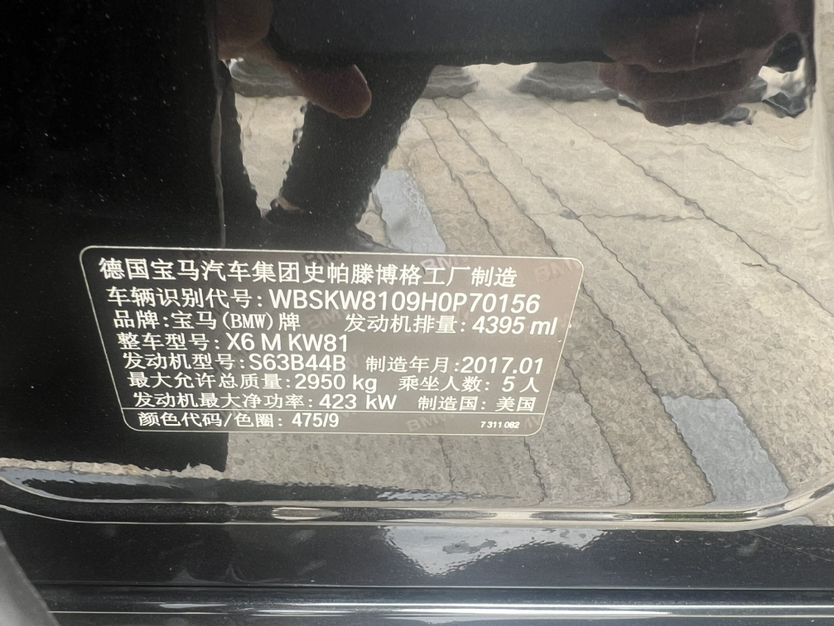 德国宝马汽车集团史帕滕博格工厂制造
车辆识别代号: WBSKW8109H0P70156
品牌: 宝马(BMW)牌 发动机排量: 4395 ml
整车型号: X6 M KW81
发动机型号: S63B44B 制造年月: 2017.01
最大允许总质量: 2950 kg 乘坐人数: 5 人
发动机最大净功率: 423 kW 制造国: 美国
颜色代码/色圈: 475/9 7 311 062